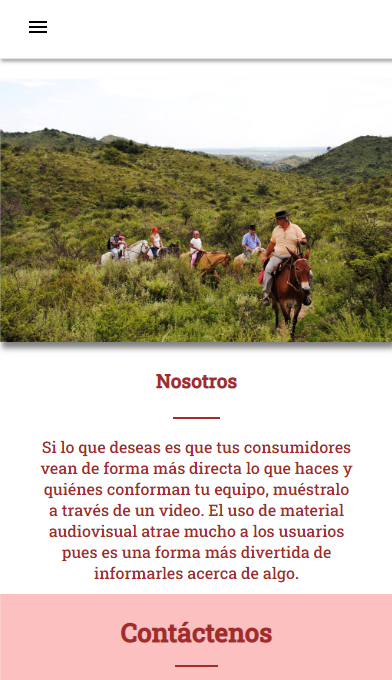 Nosotros
Si lo que deseas es que tus consumidores
vean de forma más directa lo que haces y
quiénes conforman tu equipo, muéstralo
a través de un video. El uso de material
audiovisual atrae mucho a los usuarios
pues es una forma más divertida de
informarles acerca de algo.
Contáctenos